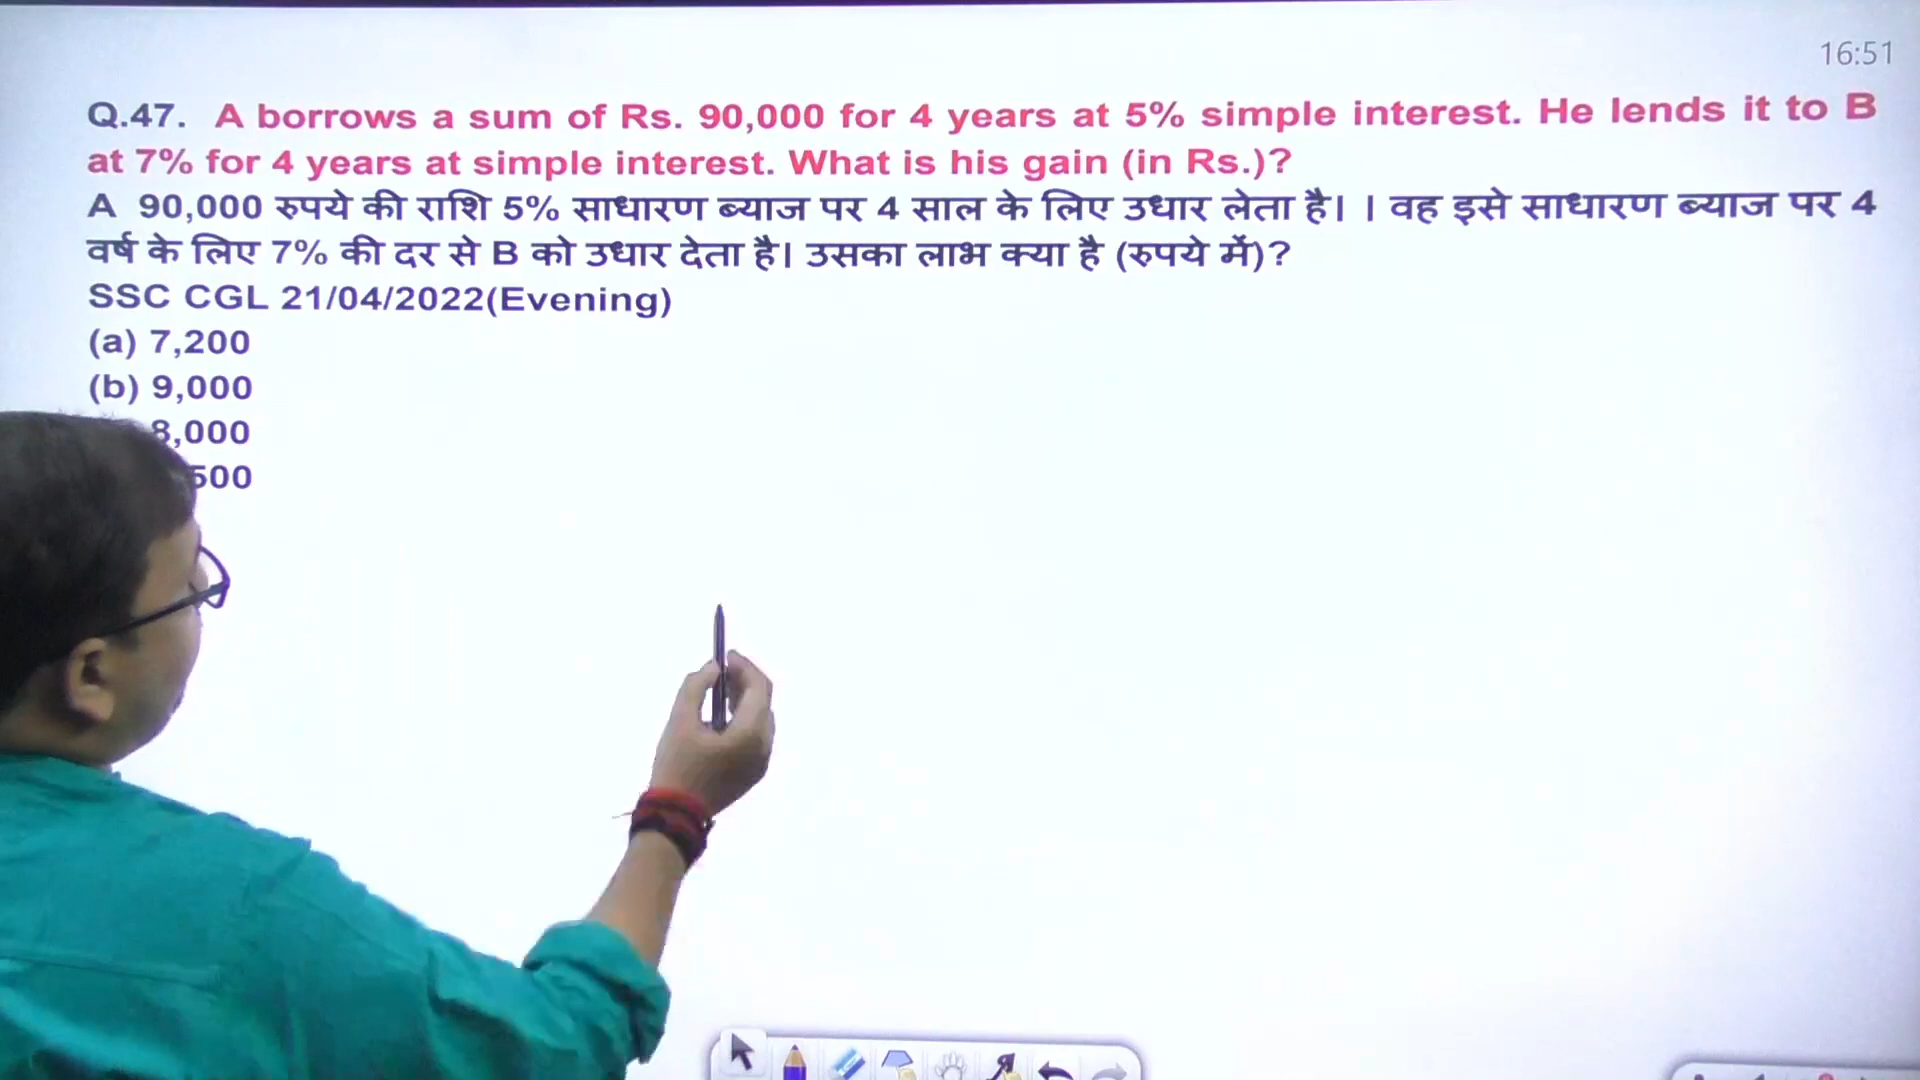 16:51
Q.47. A borrows a sum of Rs. 90,000 for 4 years at 5% simple interest. He lends it to B
at 7% for 4 years at simple interest. What is his gain (in Rs.)?
A 90,000 रुपये की राशि 5% साधारण ब्याज पर 4 साल के लिए उधार लेता है। । वह इसे साधारण ब्याज पर 4
वर्ष के लिए 7% की दर से B को उधार देता है। उसका लाभ क्या है (रुपये में)?
SSC CGL 21/04/2022(Evening)
(a) 7,200
(b) 9,000
8,000
500